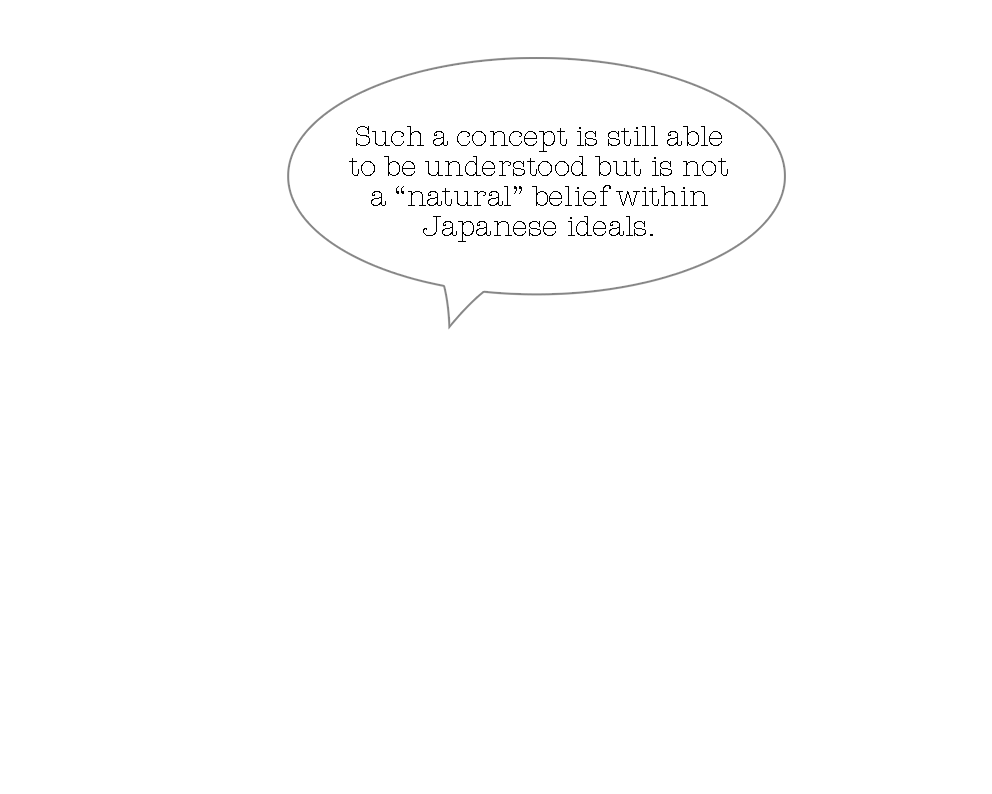 Such a concept is still able
to be understood but is not
a “natural” belief within
Japanese ideals.